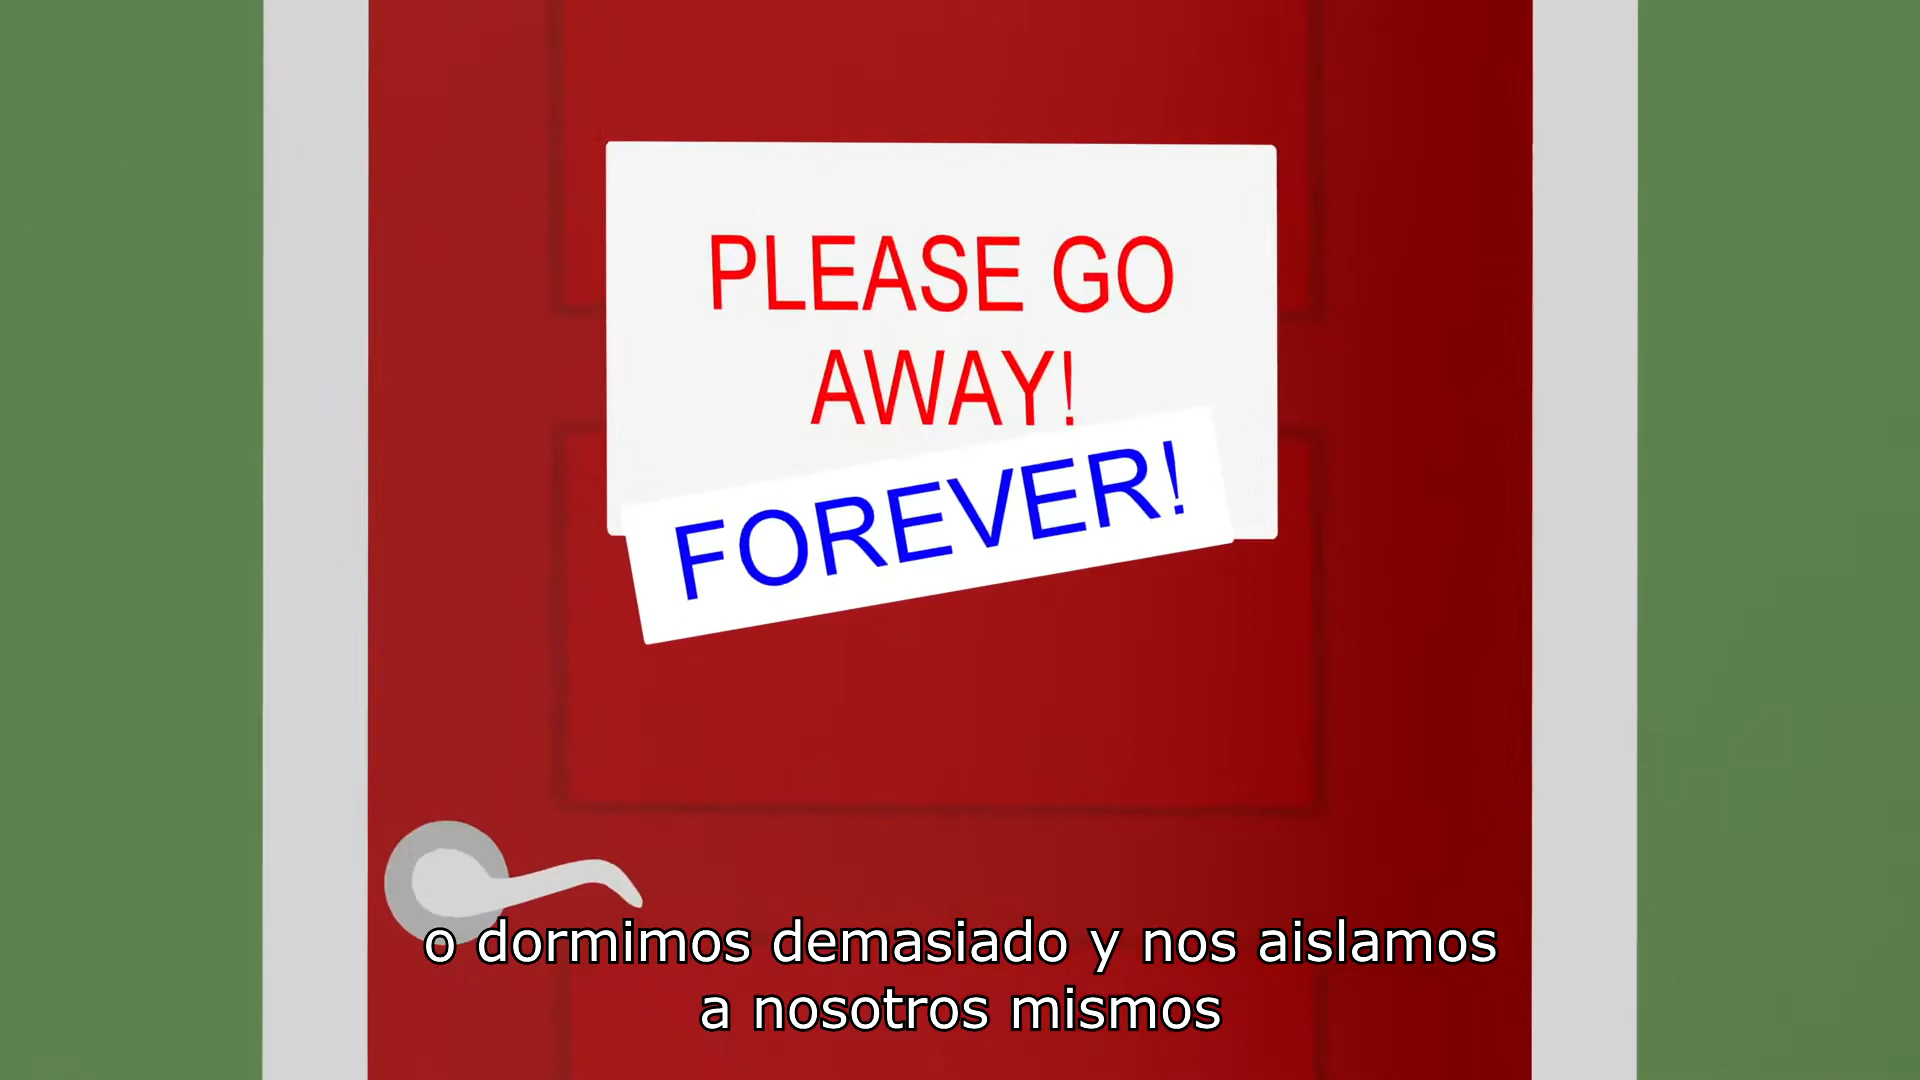 PLEASE GO
AWAY!
FOREVER!
o dormimos demasiado y nos aislamos
a nosotros mismos